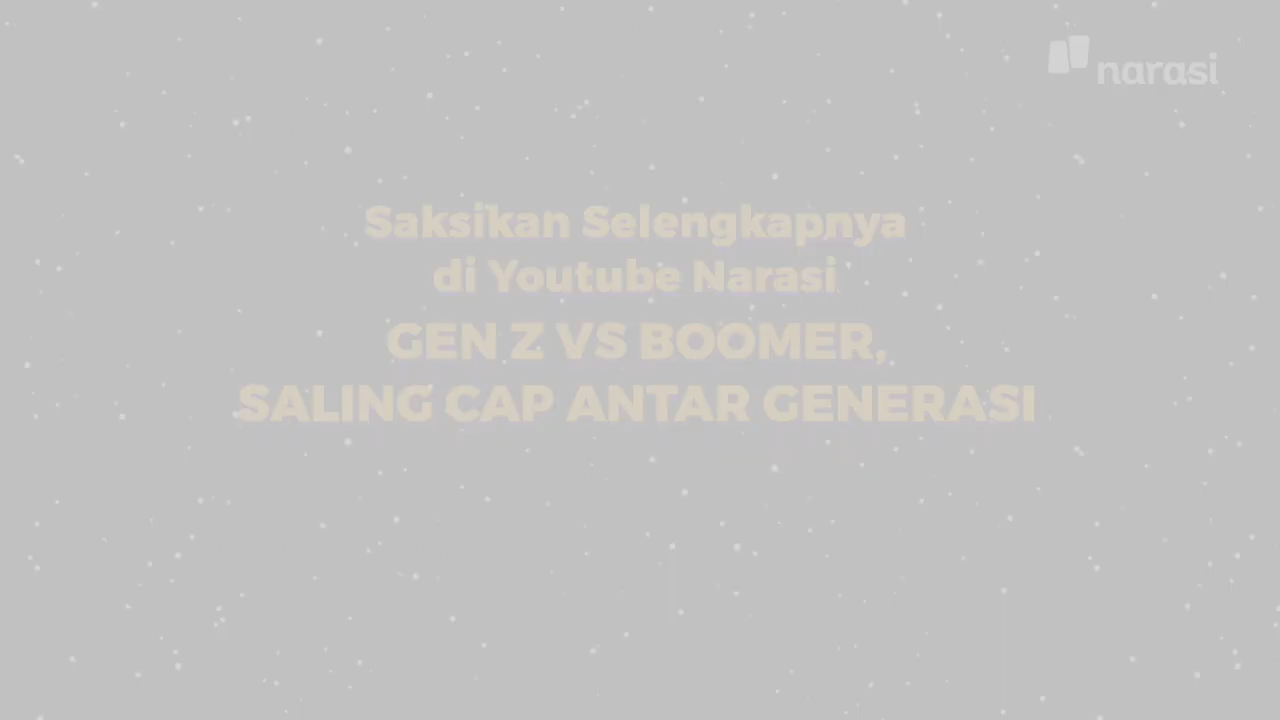 narasi
Saksikan Selengkapnya
di Youtube Narasi
GEN Z VS BOOMER,
SALING CAP ANTAR GENERASI